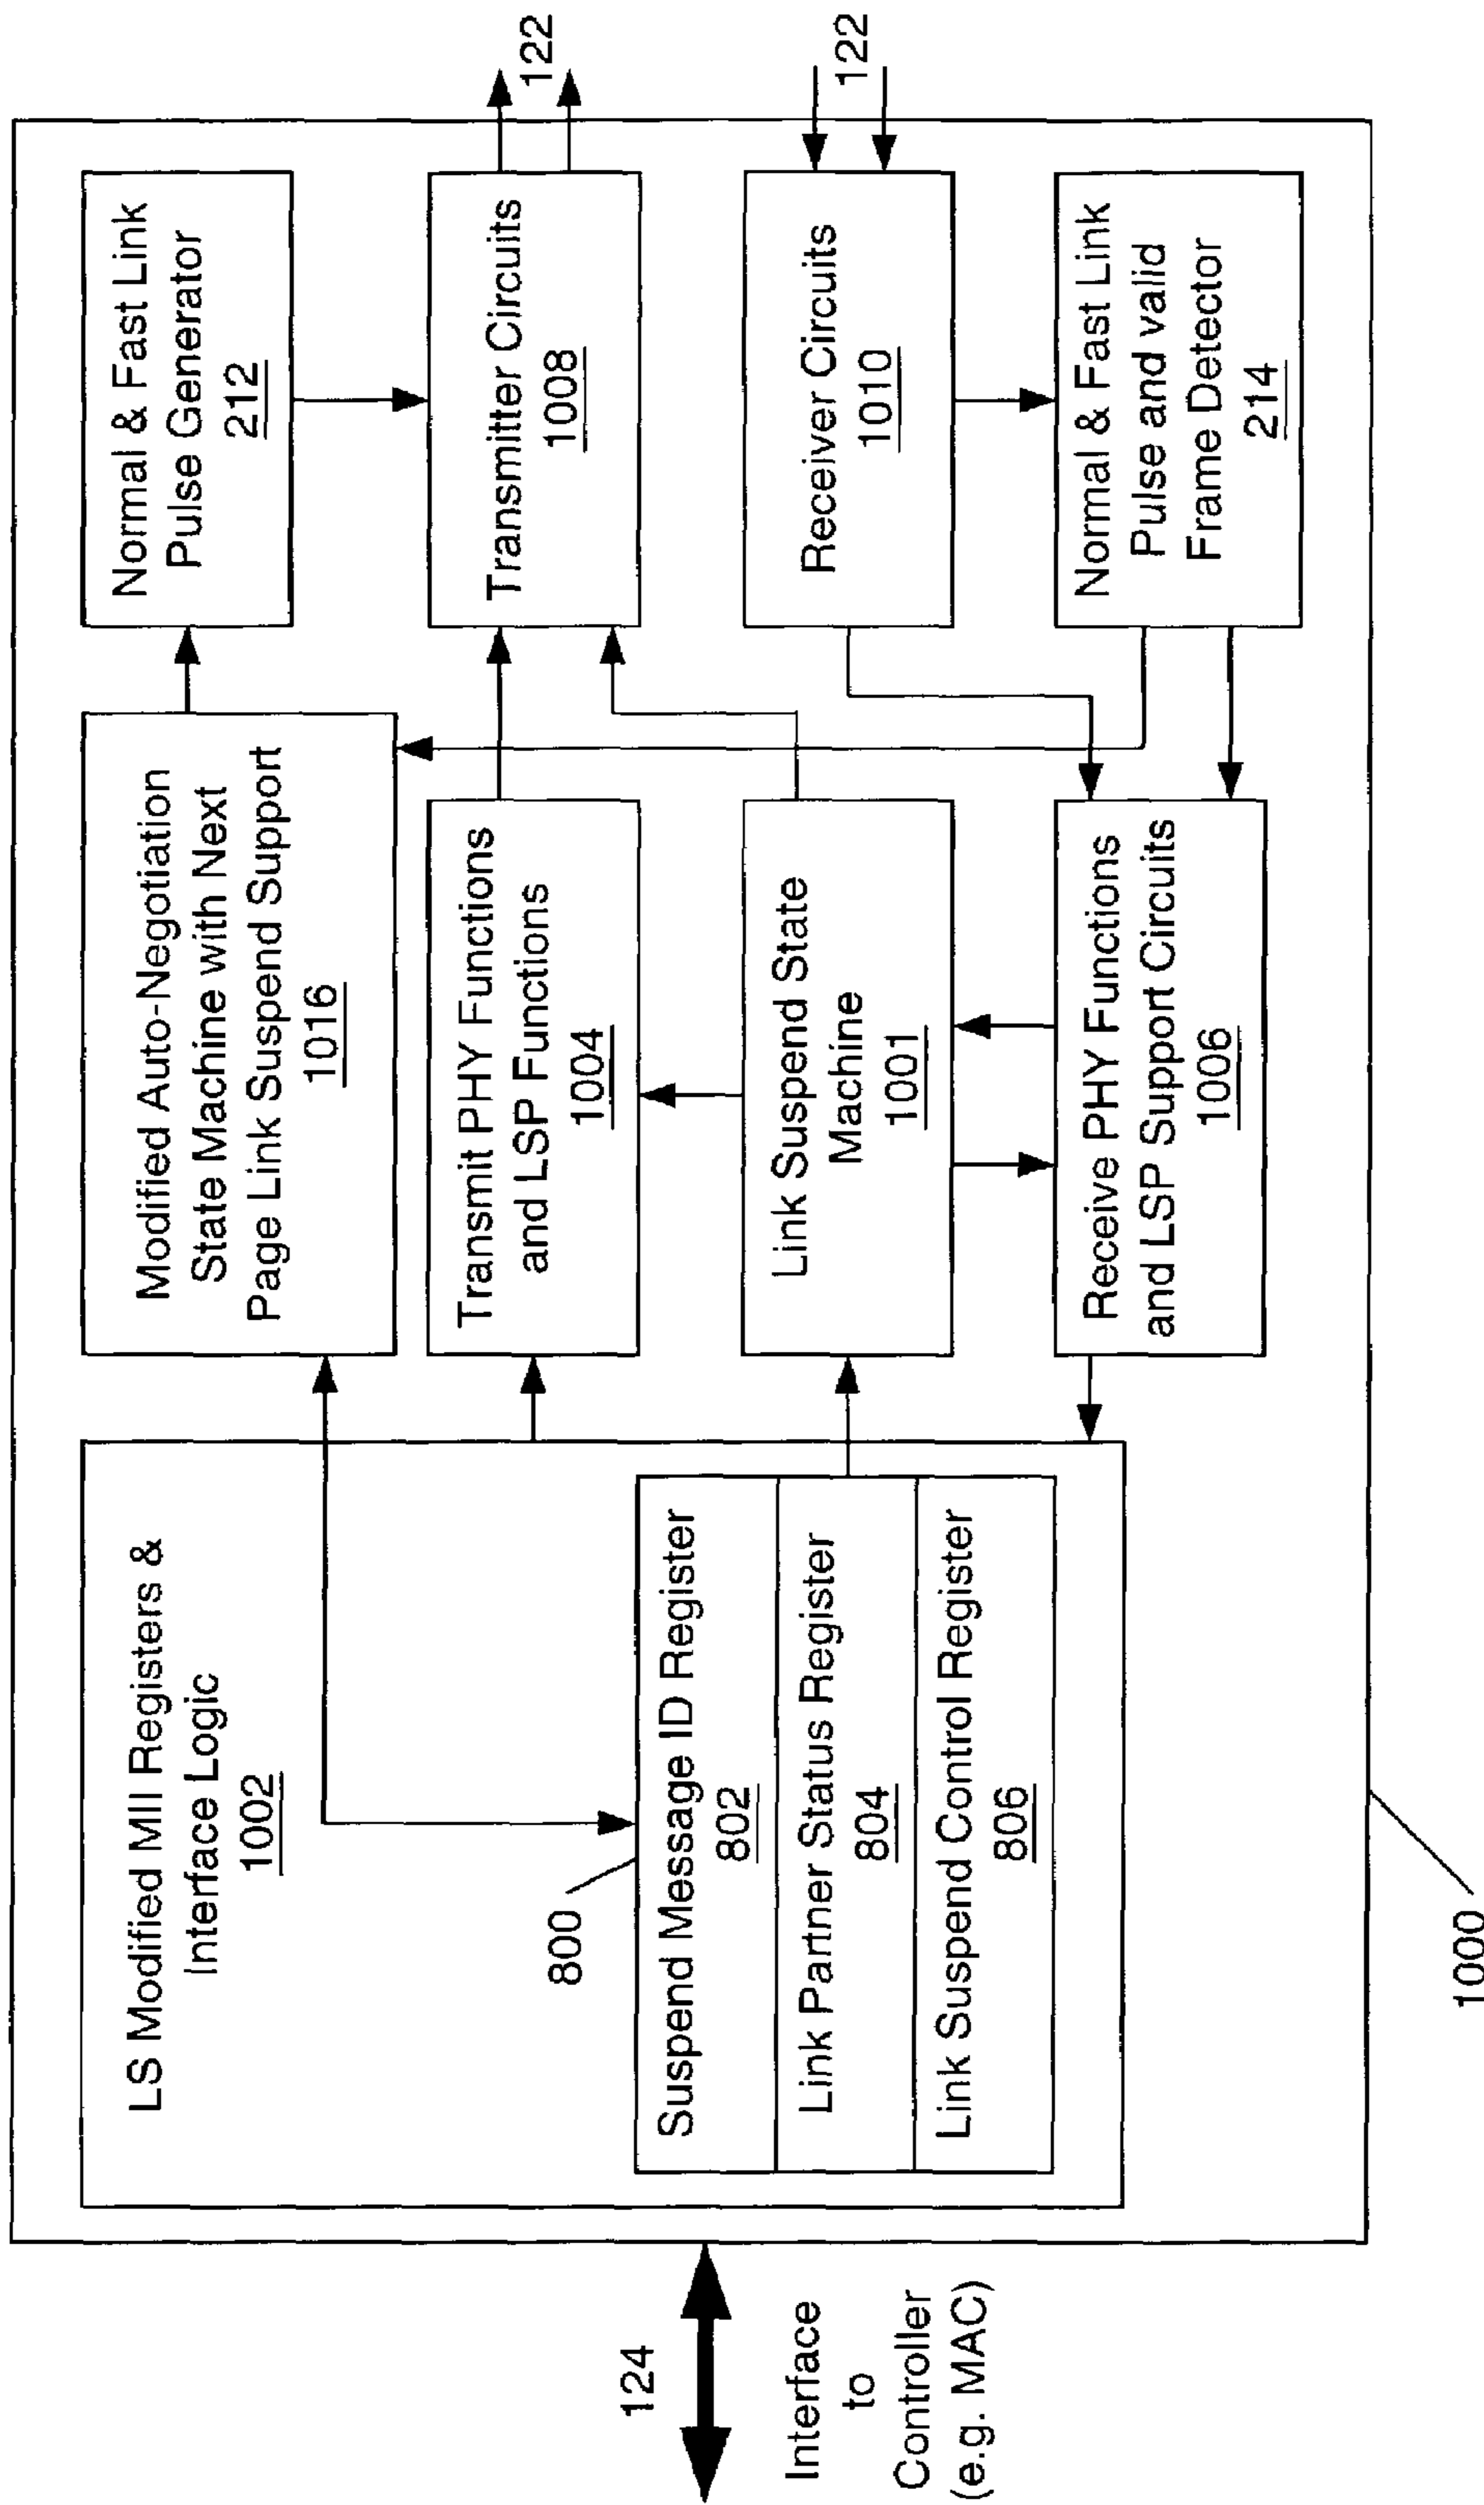 124
Interface
to
Controller
(e.g. MAC)
LS Modified MII Registers &
Interface Logic
1002
800
Suspend Message ID Register
802
Link Partner Status Register
804
Link Suspend Control Register
806
Modified Auto-Negotiation
State Machine with Next
Page Link Suspend Support
1016
Transmit PHY Functions
and LSP Functions
1004
Link Suspend State
Machine
1001
Receive PHY Functions
and LSP Support Circuits
1006
Normal & Fast Link
Pulse Generator
212
Transmitter Circuits
1008
Receiver Circuits
1010
Normal & Fast Link
Pulse and valid
Frame Detector
214
122
122
1000